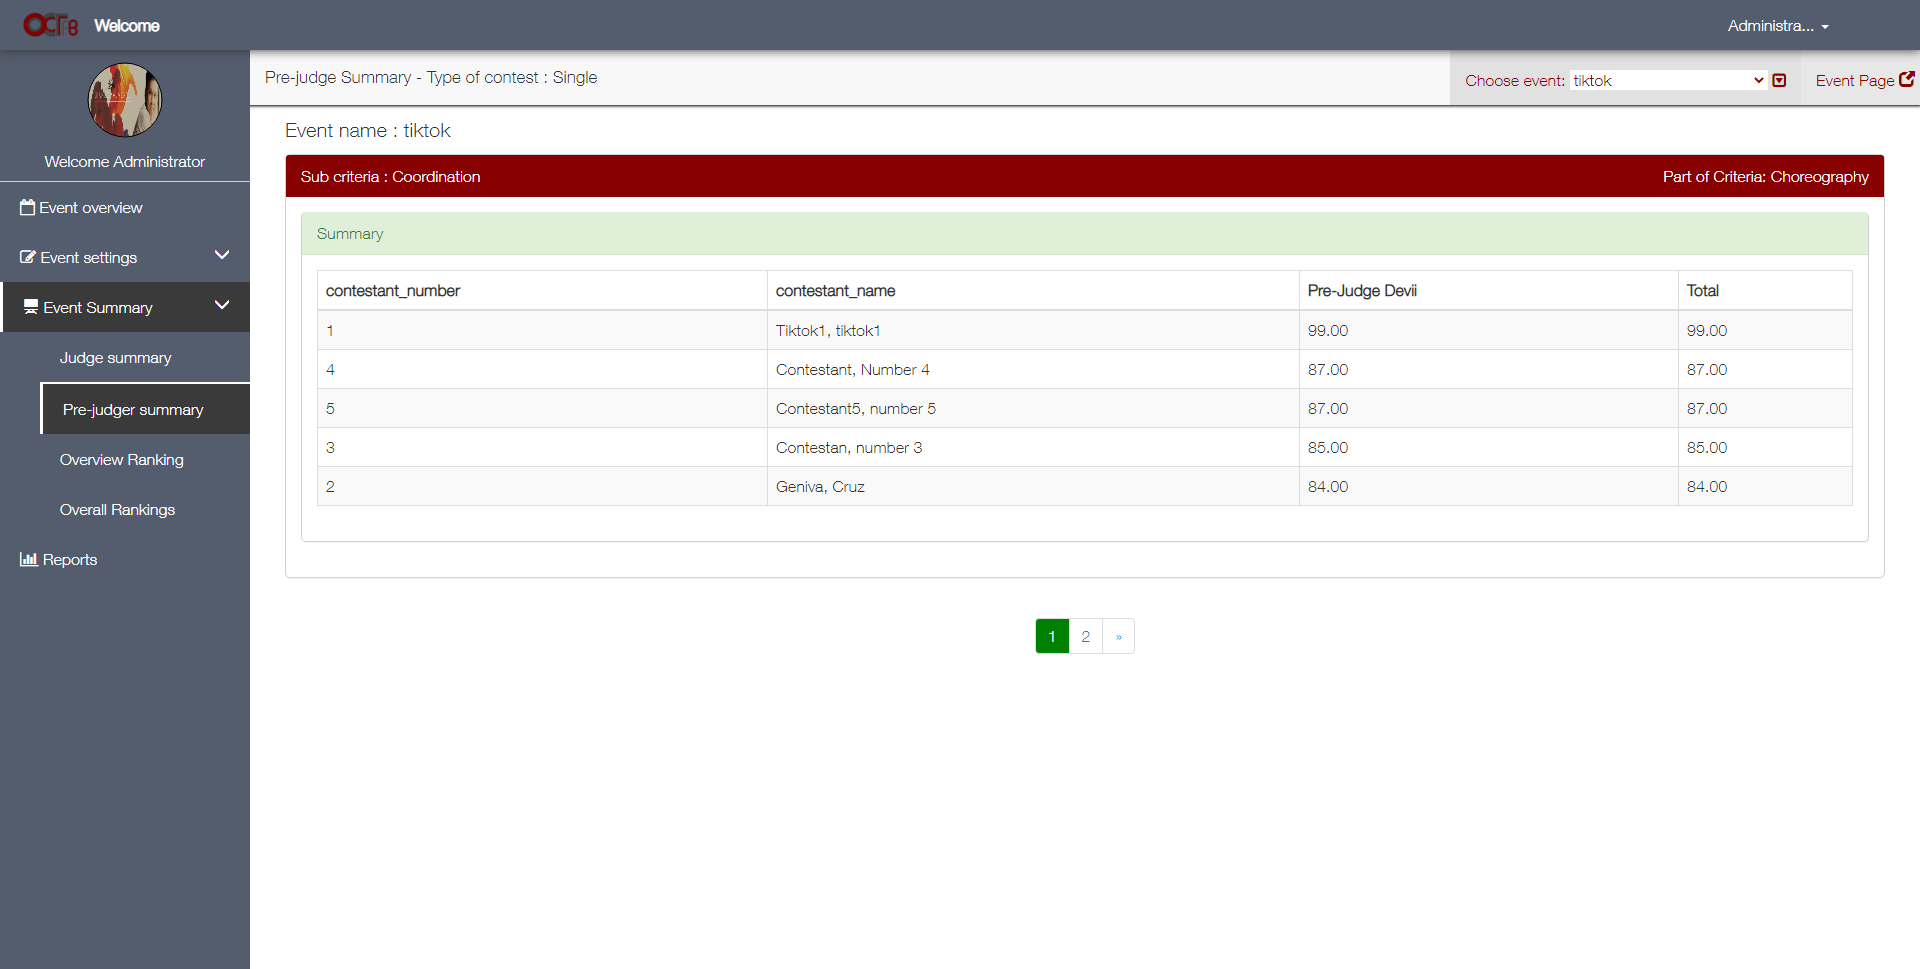 Welcome
Administra...
Welcome Administrator
Event overview
Event settings
Event Summary
Judge summary
Pre-judger summary
Overview Ranking
Overall Rankings
Reports
Pre-judge Summary - Type of contest : Single
Choose event: tiktok
Event Page
Event name : tiktok
Sub criteria : Coordination Part of Criteria: Choreography
Summary
contestant_number contestant_name Pre-Judge Devii Total
1 Tiktok1, tiktok1 99.00 99.00
4 Contestant, Number 4 87.00 87.00
5 Contestant5, number 5 87.00 87.00
3 Contestan, number 3 85.00 85.00
2 Geniva, Cruz 84.00 84.00
1 2 »